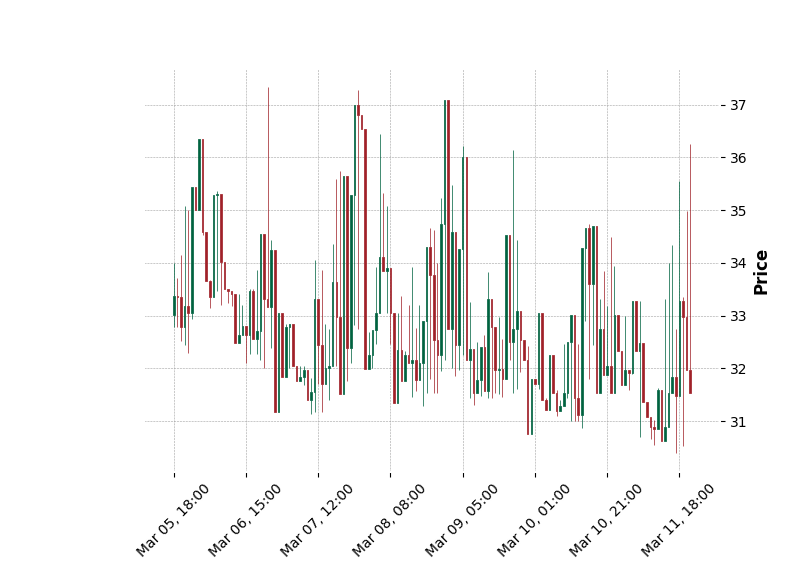 37
36
35
34
33
32
31
Price
Mar 05, 18:00
Mar 06, 15:00
Mar 07, 12:00
Mar 08, 08:00
Mar 09, 05:00
Mar 10, 01:00
Mar 10, 21:00
Mar 11, 18:00